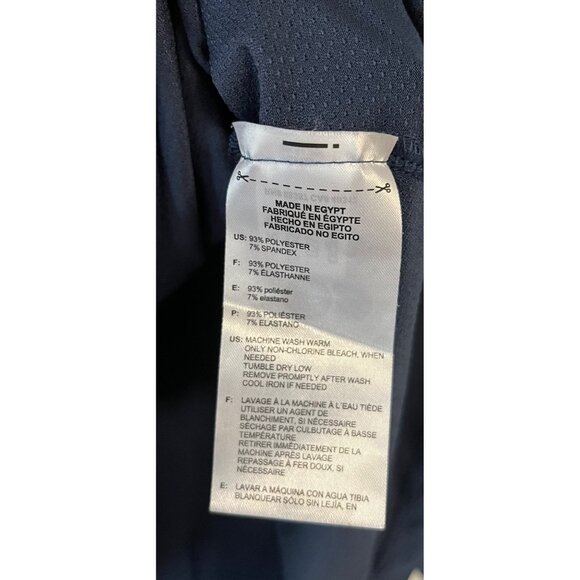 MADE IN EGYPT
FABRIQUÉ EN ÉGYPTE
HECHO EN EGIPTO
FABRICADO NO EGITO
US: 93% POLYESTER
7% SPANDEX
F: 93% POLYESTER
7% ÉLASTHANNE
E: 93% poliéster
7% elastano
P: 93% POLIÉSTER
7% ELASTANO
US: MACHINE WASH WARM
ONLY NON-CHLORINE BLEACH, WHEN
NEEDED
TUMBLE DRY LOW
REMOVE PROMPTLY AFTER WASH
COOL IRON IF NEEDED
F: LAVAGE À LA MACHINE À L'EAU TIÈDE
UTILISER UN AGENT DE
BLANCHIMENT, SI NÉCESSAIRE
SÉCHAGE PAR CULBUTAGE À BASSE
TEMPÉRATURE
RETIRER IMMÉDIATEMENT DE LA
MACHINE APRÈS LAVAGE
REPASSAGE À FER DOUX, SI
NÉCESSAIRE
E: LAVAR A MÁQUINA CON AGUA TIBIA
BLANQUEAR SÓLO SIN LEJÍA, EN